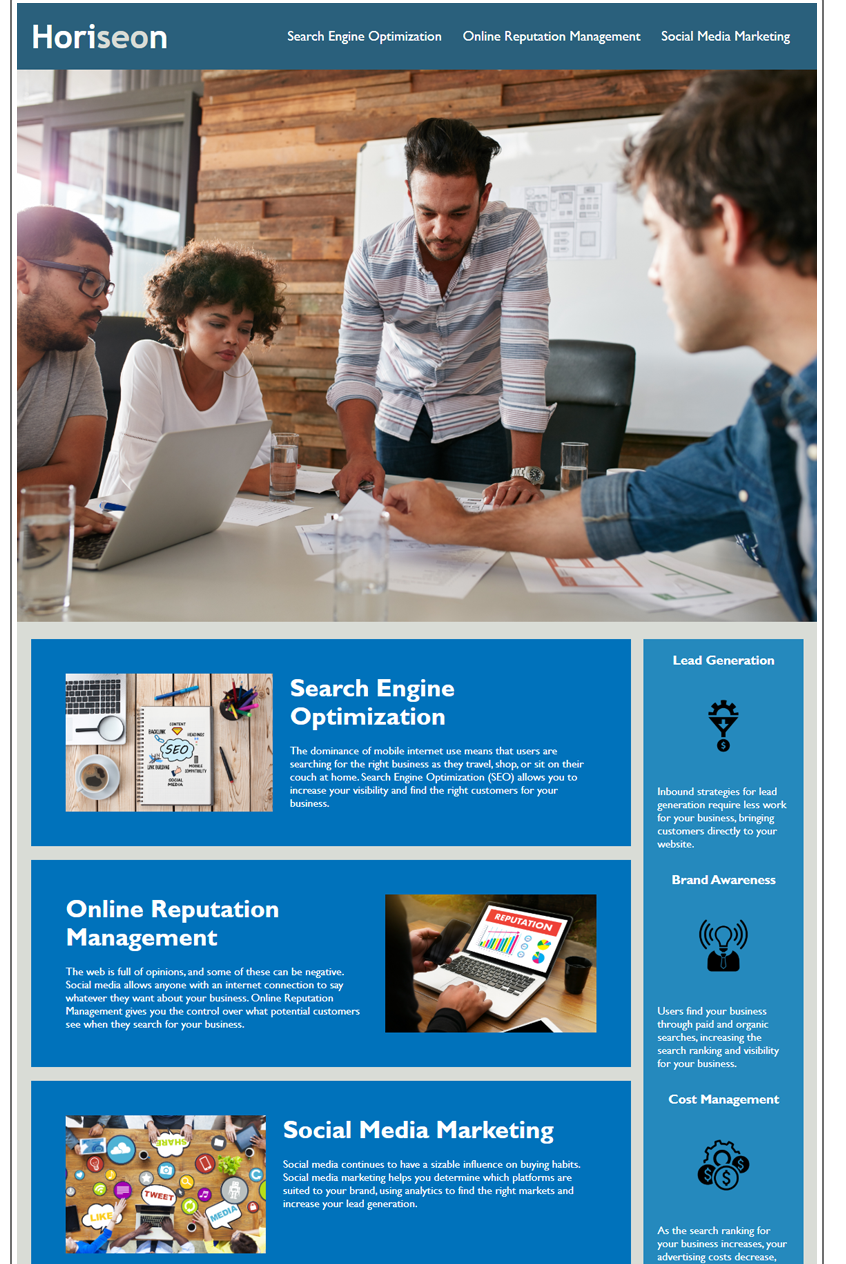 Horiseon
Search Engine Optimization
Online Reputation Management
Social Media Marketing
CONTENT
BACKLINK
HEADINGS
SEO
LINK BUILDING
MOBILE
COMPATIBILITY
SOCIAL
MEDIA
Search Engine
Optimization
The dominance of mobile internet use means that users are
searching for the right business as they travel, shop, or sit on their
couch at home. Search Engine Optimization (SEO) allows you to
increase your visibility and find the right customers for your
business.
Online Reputation
Management
The web is full of opinions, and some of these can be negative.
Social media allows anyone with an internet connection to say
whatever they want about your business. Online Reputation
Management gives you the control over what potential customers
see when they search for your business.
REPUTATION
SHARE
TWEET
LIKE
MEDIA
Social Media Marketing
Social media continues to have a sizable influence on buying habits.
Social media marketing helps you determine which platforms are
suited to your brand, using analytics to find the right markets and
increase your lead generation.
Lead Generation
$
Inbound strategies for lead
generation require less work
for your business, bringing
customers directly to your
website.
Brand Awareness
Users find your business
through paid and organic
searches, increasing the
search ranking and visibility
for your business.
Cost Management
$ $ $
As the search ranking for
your business increases, your
advertising costs decrease,